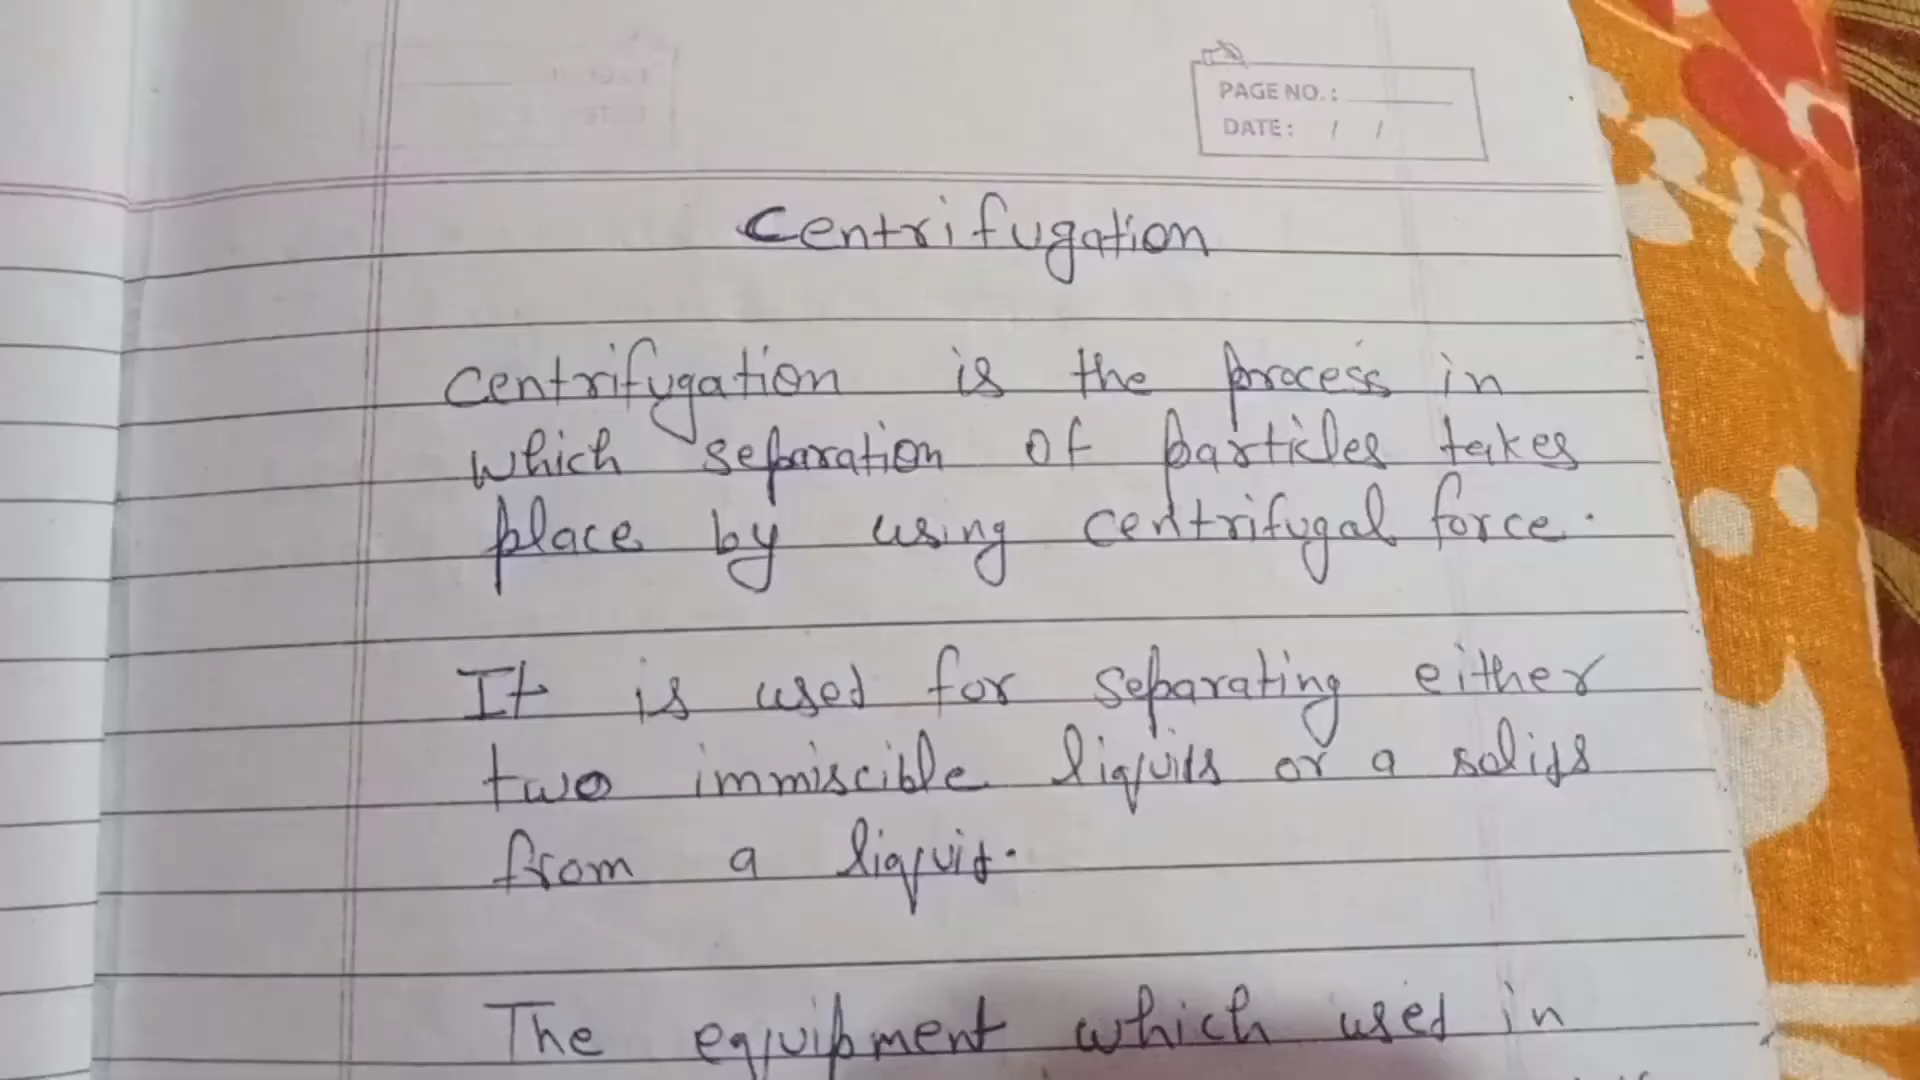 PAGE NO.:
DATE: / /
Centrifugation
Centrifugation is the process in
which separation of particles takes
place by using centrifugal force.
It is used for separating either
two immiscible liquids or a solids
from a liquid.
The equipment which used in